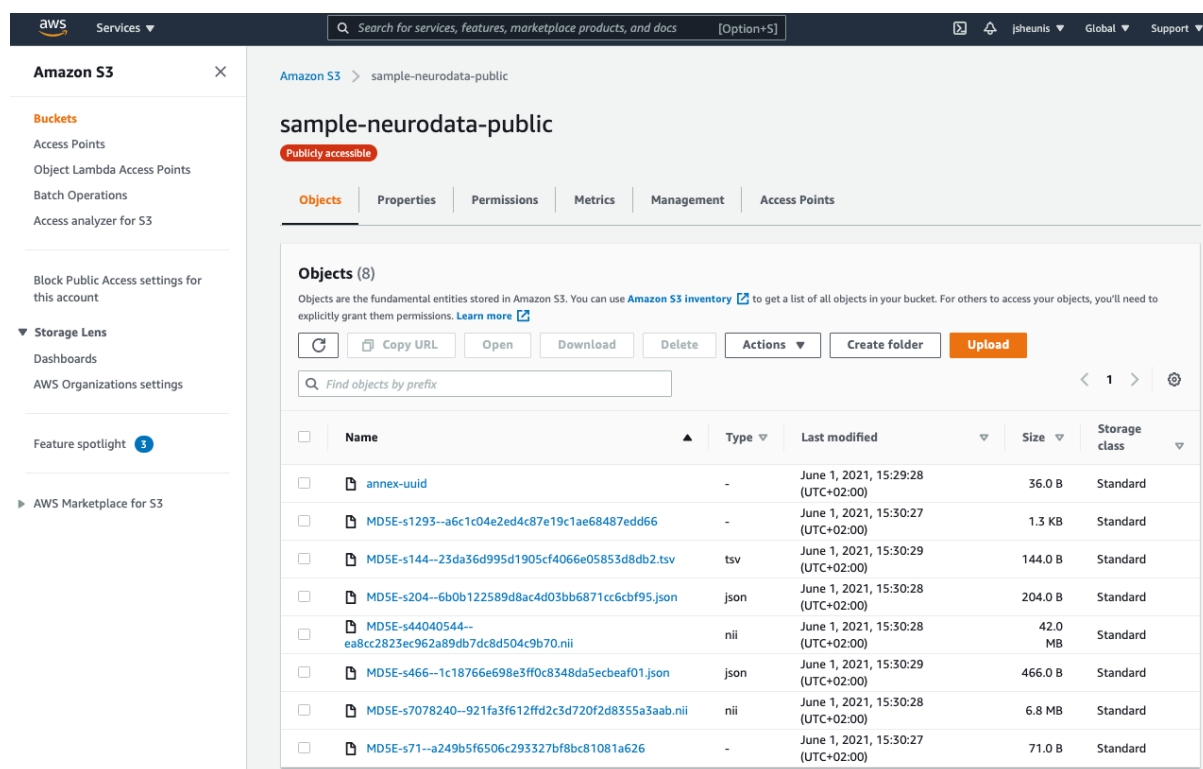 aws Services ▼ Search for services, features, marketplace products, and docs [Option+S] jsheunis ▼ Global ▼ Support ▼
Amazon S3
Buckets
Access Points
Object Lambda Access Points
Batch Operations
Access analyzer for S3
Block Public Access settings for
this account
▼ Storage Lens
Dashboards
AWS Organizations settings
Feature spotlight 3
▶ AWS Marketplace for S3
Amazon S3 > sample-neurodata-public
sample-neurodata-public
Publicly accessible
Objects Properties Permissions Metrics Management Access Points
Objects (8)
Objects are the fundamental entities stored in Amazon S3. You can use Amazon S3 inventory to get a list of all objects in your bucket. For others to access your objects, you'll need to
explicitly grant them permissions. Learn more
Copy URL Open Download Delete Actions ▼ Create folder Upload
Find objects by prefix < 1 >
Name ▲ Type ▽ Last modified ▽ Size ▽ Storage
class ▽
annex-uuid - June 1, 2021, 15:29:28
(UTC+02:00) 36.0 B Standard
MD5E-s1293--a6c1c04e2ed4c87e19c1ae68487edd66 - June 1, 2021, 15:30:27
(UTC+02:00) 1.3 KB Standard
MD5E-s144--23da36d995d1905cf4066e05853d8db2.tsv tsv June 1, 2021, 15:30:29
(UTC+02:00) 144.0 B Standard
MD5E-s204--6b0b122589d8ac4d03bb6871cc6cbf95.json json June 1, 2021, 15:30:28
(UTC+02:00) 204.0 B Standard
MD5E-s44040544--
ea8cc2823ec962a89db7dc8d504c9b70.nii nii June 1, 2021, 15:30:28
(UTC+02:00) 42.0
MB Standard
MD5E-s466--1c18766e698e3ff0c8348da5ecbeaf01.json json June 1, 2021, 15:30:29
(UTC+02:00) 466.0 B Standard
MD5E-s7078240--921fa3f612ffd2c3d720f2d8355a3aab.nii nii June 1, 2021, 15:30:28
(UTC+02:00) 6.8 MB Standard
MD5E-s71--a249b5f6506c293327bf8bc81081a626 - June 1, 2021, 15:30:27
(UTC+02:00) 71.0 B Standard